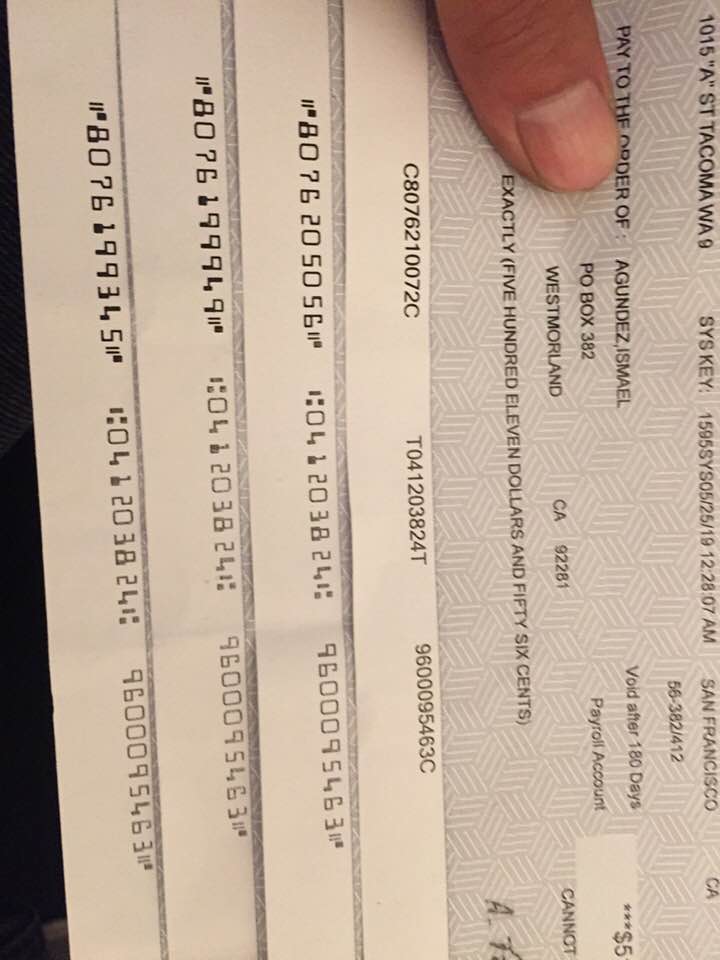 1015 "A" ST TACOMA WA 9 SYS KEY: 1595SYS05/25/19 12:28:07 AM SAN FRANCISCO CA
56-382/412
PAY TO THE ORDER OF : AGUNDEZ,ISMAEL Void after 180 Days ***$5
PO BOX 382 Payroll Account
WESTMORLAND CA 92281 CANNOT
EXACTLY (FIVE HUNDRED ELEVEN DOLLARS AND FIFTY SIX CENTS)
C8076210072C T041203824T 9600095463C
⑈8076205056⑈ ⑆041203824⑆ 9600095463⑈
⑈8076199949⑈ ⑆041203824⑆ 9600095463⑈
⑈8076199345⑈ ⑆041203824⑆ 9600095463⑈